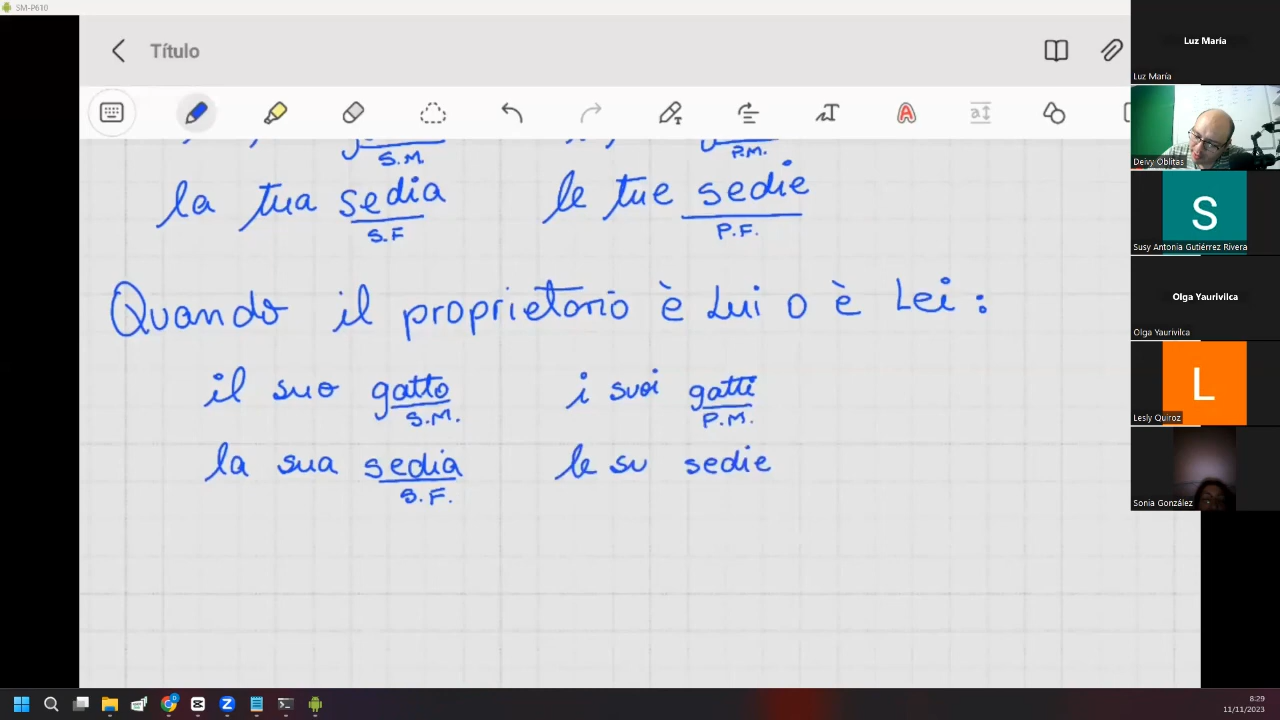 SM-P610
Título
S.M P.M.
la tua sedia le tue sedie
S.F P.F.
Quando il proprietario è Lui o è Lei :
il suo gatto i suoi gatti
S.M. P.M.
la sua sedia le su sedie
S.F.
Luz María
Luz María
Deivy Oblitas
S
Susy Antonia Gutiérrez Rivera
Olga Yaurivilca
Olga Yaurivilca
L
Lesly Quiroz
Sonia González
8:29
11/11/2023